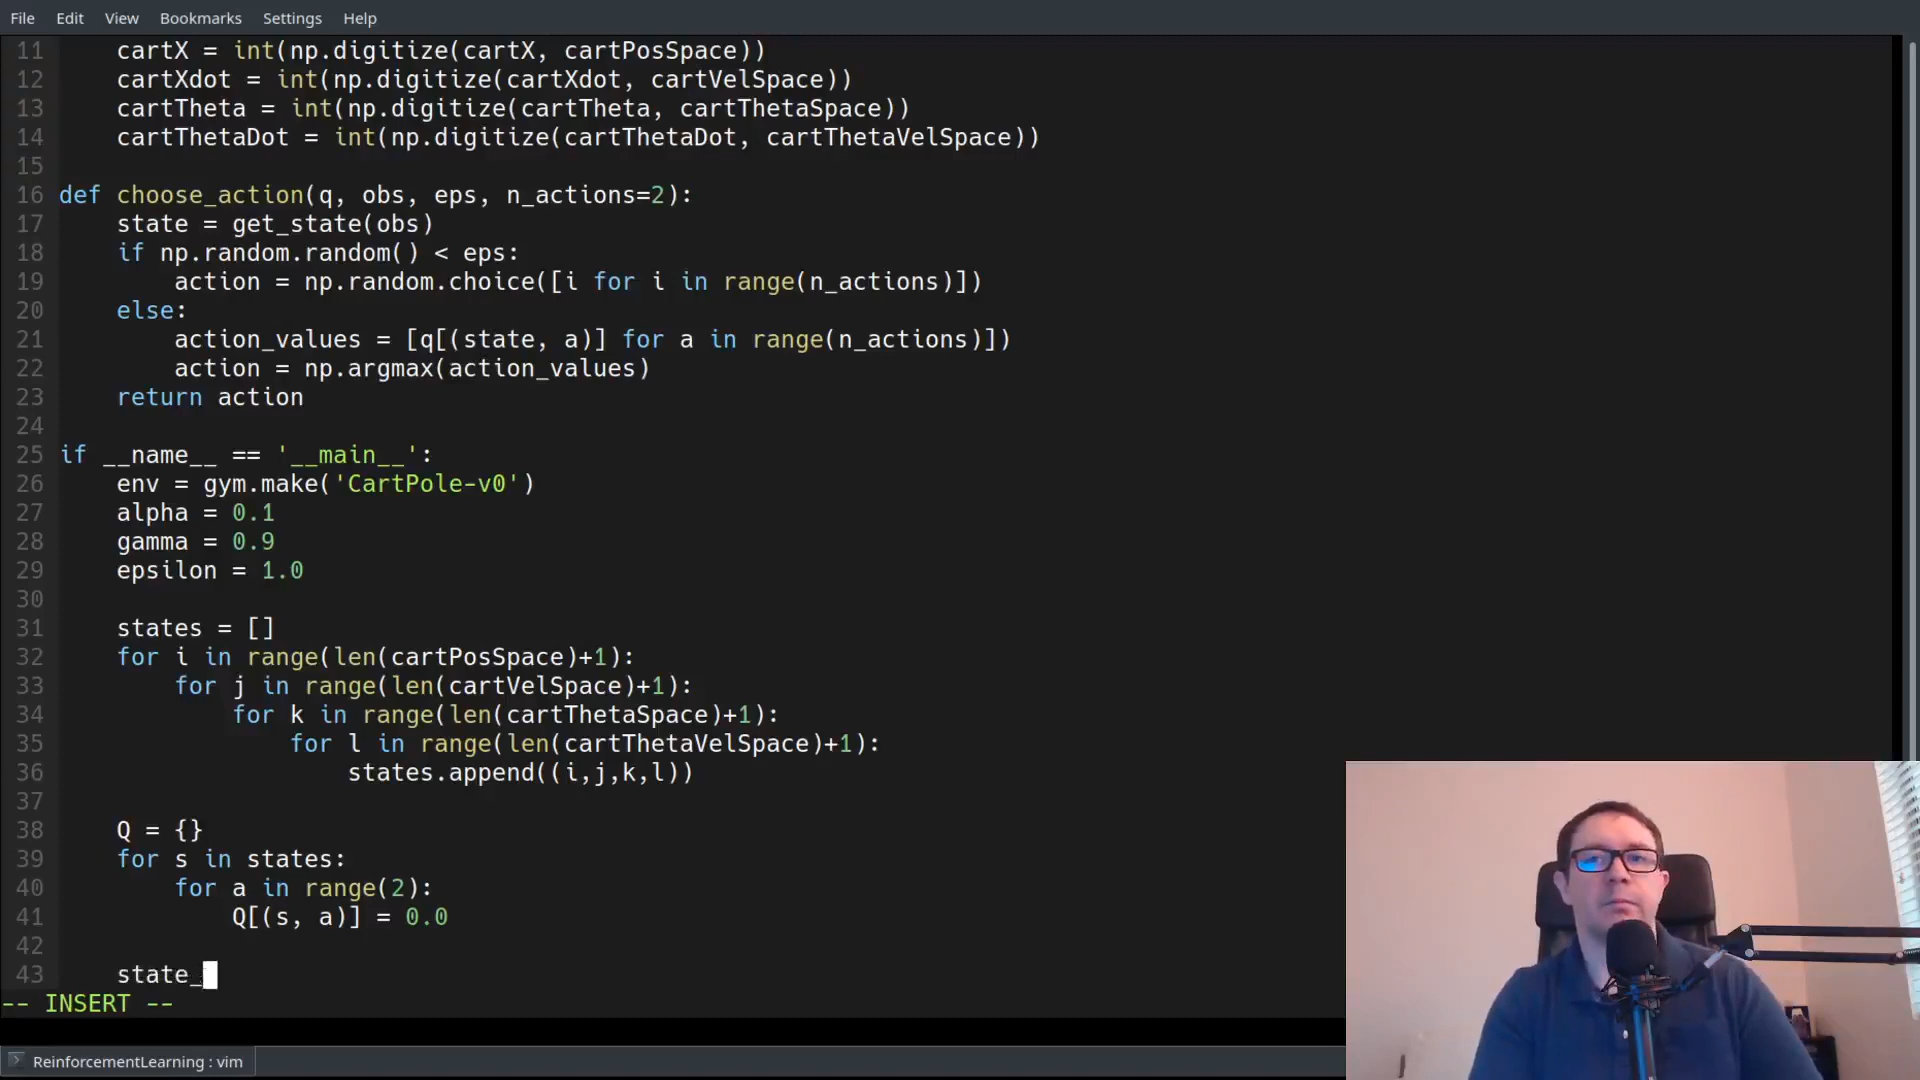 File Edit View Bookmarks Settings Help
11     cartX = int(np.digitize(cartX, cartPosSpace))
12     cartXdot = int(np.digitize(cartXdot, cartVelSpace))
13     cartTheta = int(np.digitize(cartTheta, cartThetaSpace))
14     cartThetaDot = int(np.digitize(cartThetaDot, cartThetaVelSpace))
15
16 def choose_action(q, obs, eps, n_actions=2):
17     state = get_state(obs)
18     if np.random.random() < eps:
19         action = np.random.choice([i for i in range(n_actions)])
20     else:
21         action_values = [q[(state, a)] for a in range(n_actions)])
22         action = np.argmax(action_values)
23     return action
24
25 if __name__ == '__main__':
26     env = gym.make('CartPole-v0')
27     alpha = 0.1
28     gamma = 0.9
29     epsilon = 1.0
30
31     states = []
32     for i in range(len(cartPosSpace)+1):
33         for j in range(len(cartVelSpace)+1):
34             for k in range(len(cartThetaSpace)+1):
35                 for l in range(len(cartThetaVelSpace)+1):
36                     states.append((i,j,k,l))
37
38     Q = {}
39     for s in states:
40         for a in range(2):
41             Q[(s, a)] = 0.0
42
43     state_
-- INSERT --
ReinforcementLearning : vim